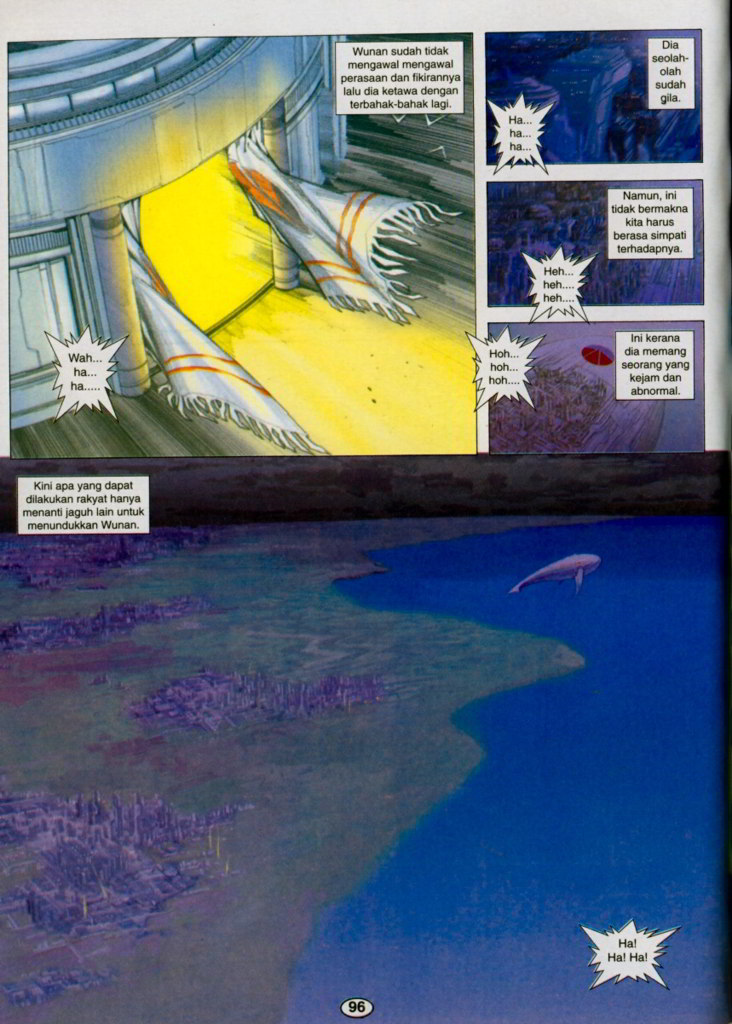 Wunan sudah tidak
mengawal mengawal
perasaan dan fikirannya
lalu dia ketawa dengan
terbahak-bahak lagi.
Wah...
ha...
ha.....
Dia
seolah-
olah
sudah
gila.
Ha...
ha...
ha...
Namun, ini
tidak bermakna
kita harus
berasa simpati
terhadapnya.
Heh...
heh....
heh....
Ini kerana
dia memang
seorang yang
kejam dan
abnormal.
Hoh...
hoh...
hoh....
Kini apa yang dapat
dilakukan rakyat hanya
menanti jaguh lain untuk
menundukkan Wunan.
Ha!
Ha! Ha!
96